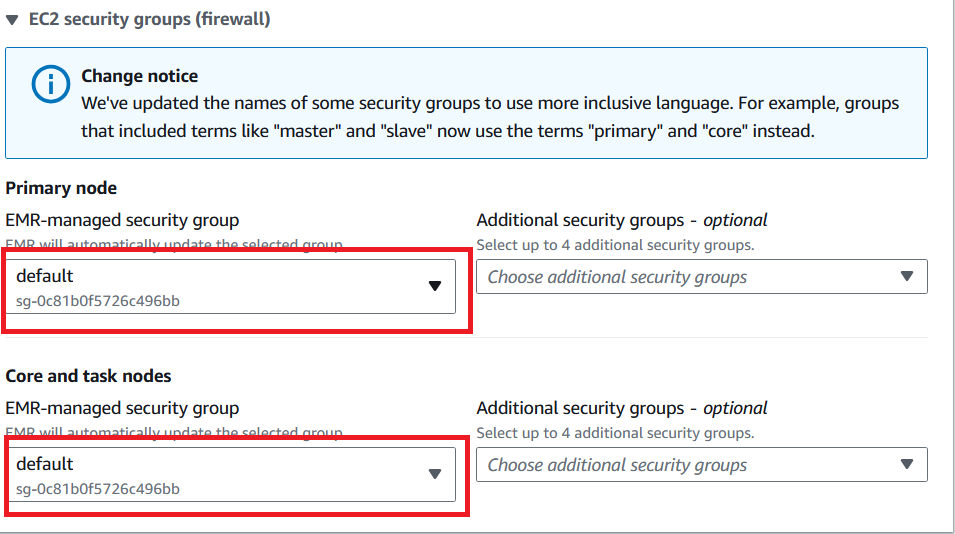 EC2 security groups (firewall)
Change notice
We've updated the names of some security groups to use more inclusive language. For example, groups
that included terms like "master" and "slave" now use the terms "primary" and "core" instead.
Primary node
EMR-managed security group
Additional security groups - optional
EMR will automatically update the selected group
Select up to 4 additional security groups.
default
sg-0c81b0f5726c496bb
Choose additional security groups
Core and task nodes
EMR-managed security group
Additional security groups - optional
EMR will automatically update the selected group
Select up to 4 additional security groups.
default
sg-0c81b0f5726c496bb
Choose additional security groups